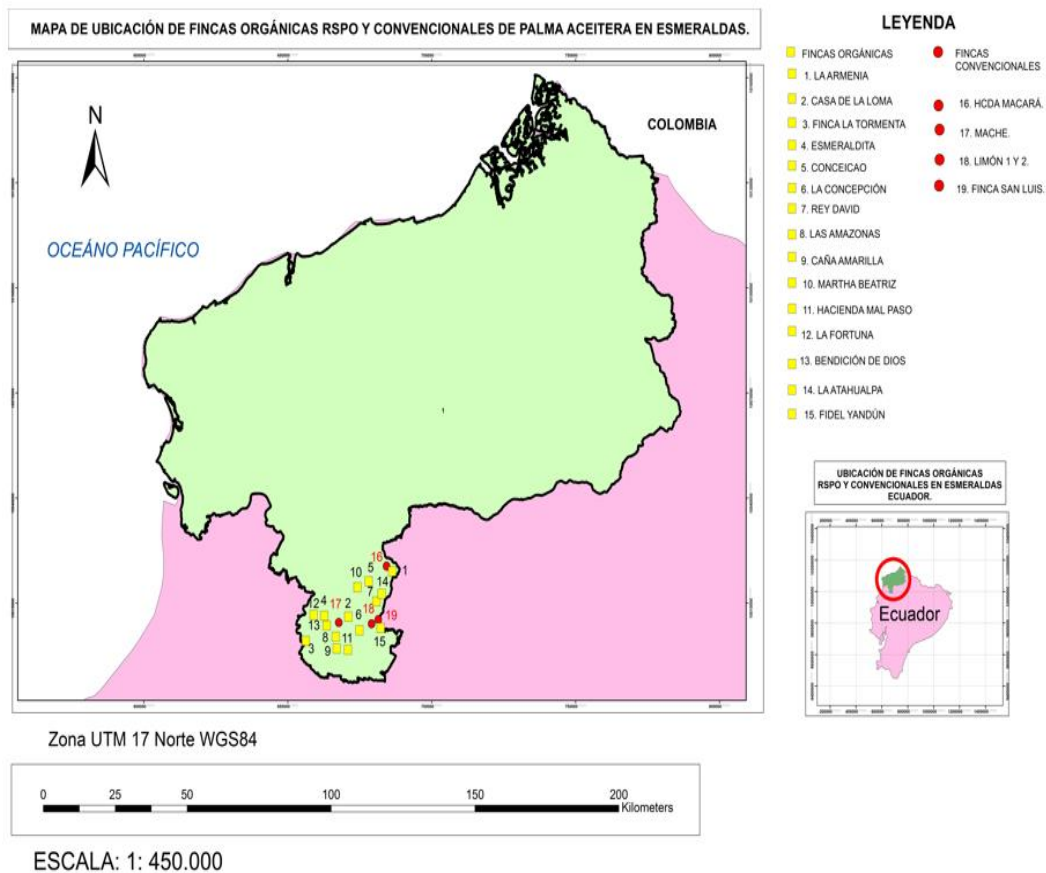 MAPA DE UBICACIÓN DE FINCAS ORGÁNICAS RSPO Y CONVENCIONALES DE PALMA ACEITERA EN ESMERALDAS.
N
COLOMBIA
OCEÁNO PACÍFICO
1
16
5
1
10
14
7
12
4
17
2
18
19
13
6
8
11
15
3
9
Zona UTM 17 Norte WGS84
0 25 50 100 150 200
Kilometers
ESCALA: 1: 450.000
LEYENDA
FINCAS ORGÁNICAS
1. LA ARMENIA
2. CASA DE LA LOMA
3. FINCA LA TORMENTA
4. ESMERALDITA
5. CONCEICAO
6. LA CONCEPCIÓN
7. REY DAVID
8. LAS AMAZONAS
9. CAÑA AMARILLA
10. MARTHA BEATRIZ
11. HACIENDA MAL PASO
12. LA FORTUNA
13. BENDICIÓN DE DIOS
14. LA ATAHUALPA
15. FIDEL YANDÚN
FINCAS
CONVENCIONALES
16. HCDA MACARÁ.
17. MACHE.
18. LIMÓN 1 Y 2.
19. FINCA SAN LUIS.
UBICACIÓN DE FINCAS ORGÁNICAS
RSPO Y CONVENCIONALES EN ESMERALDAS
ECUADOR.
Ecuador